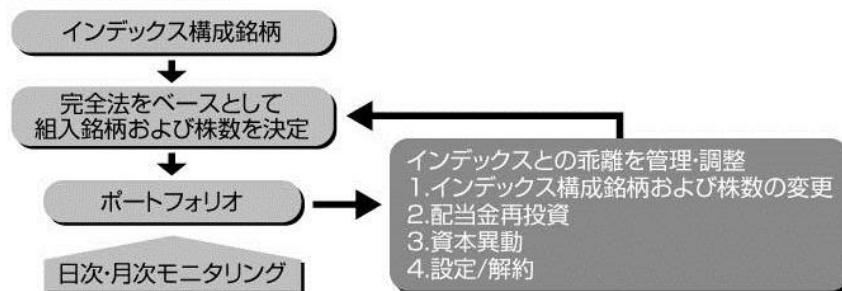 インデックス構成銘柄
完全法をベースとして
組入銘柄および株数を決定
ポートフォリオ
日次・月次モニタリング
インデックスとの乖離を管理・調整
1.インデックス構成銘柄および株数の変更
2.配当金再投資
3.資本異動
4.設定/解約